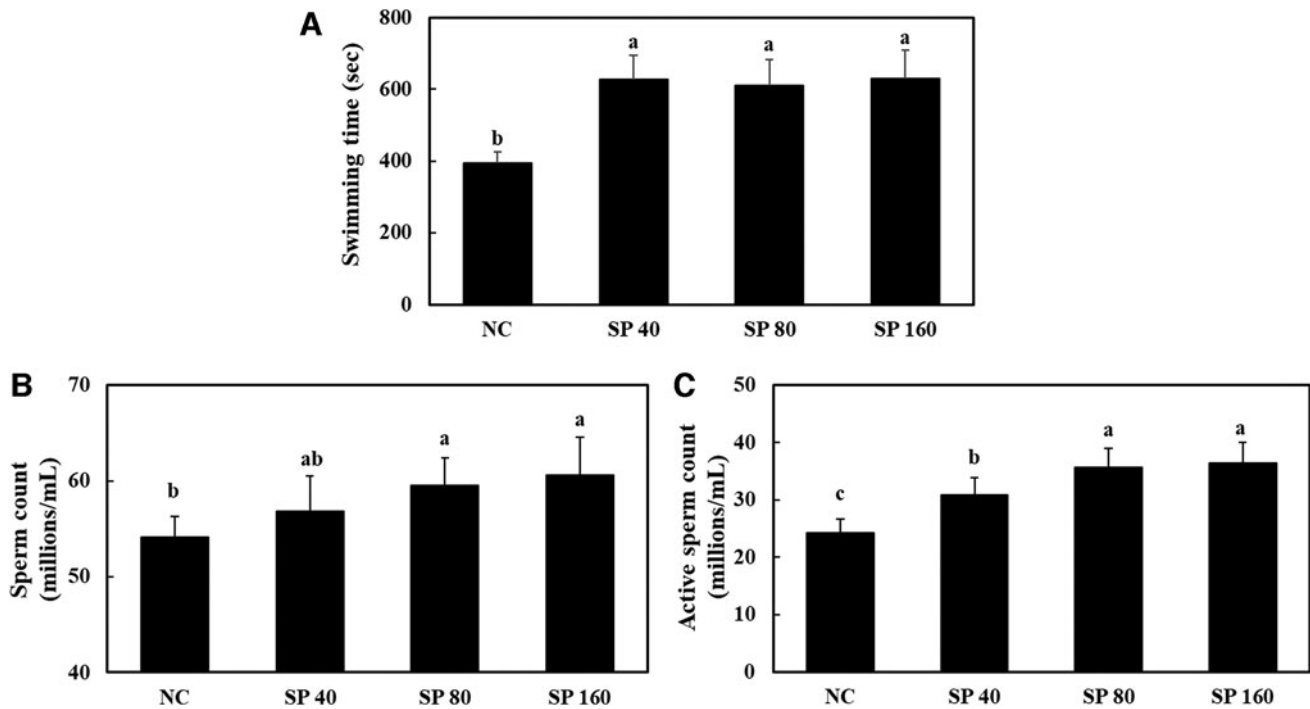 A
Swimming time (sec)
800
600
400
200
0
b
a
a
a
NC
SP 40
SP 80
SP 160
B
Sperm count
(millions/mL)
70
60
50
40
b
ab
a
a
NC
SP 40
SP 80
SP 160
C
Active sperm count
(millions/mL)
50
40
30
20
10
0
c
b
a
a
NC
SP 40
SP 80
SP 160